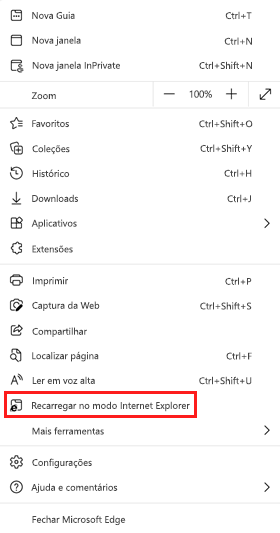 Nova Guia Ctrl+T
Nova janela Ctrl+N
Nova janela InPrivate Ctrl+Shift+N
Zoom — 100% +
Favoritos Ctrl+Shift+O
Coleções Ctrl+Shift+Y
Histórico Ctrl+H
Downloads Ctrl+J
Aplicativos
Extensões
Imprimir Ctrl+P
Captura da Web Ctrl+Shift+S
Compartilhar
Localizar página Ctrl+F
Ler em voz alta Ctrl+Shift+U
Recarregar no modo Internet Explorer
Mais ferramentas
Configurações
Ajuda e comentários
Fechar Microsoft Edge